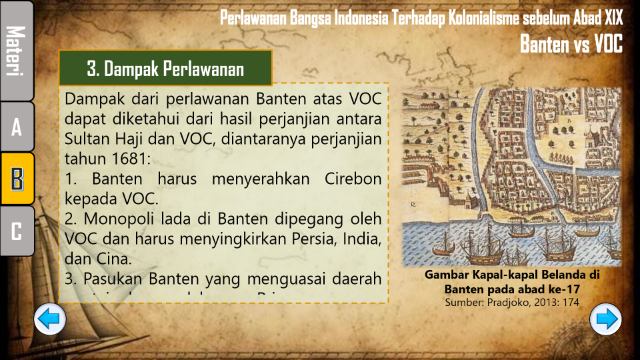 Perlawanan Bangsa Indonesia Terhadap Kolonialisme sebelum Abad XIX
Banten vs VOC
Materi
A
B
C
3. Dampak Perlawanan
Dampak dari perlawanan Banten atas VOC
dapat diketahui dari hasil perjanjian antara
Sultan Haji dan VOC, diantaranya perjanjian
tahun 1681:
1. Banten harus menyerahkan Cirebon
kepada VOC.
2. Monopoli lada di Banten dipegang oleh
VOC dan harus menyingkirkan Persia, India,
dan Cina.
3. Pasukan Banten yang menguasai daerah
Gambar Kapal-kapal Belanda di
Banten pada abad ke-17
Sumber: Pradjoko, 2013: 174